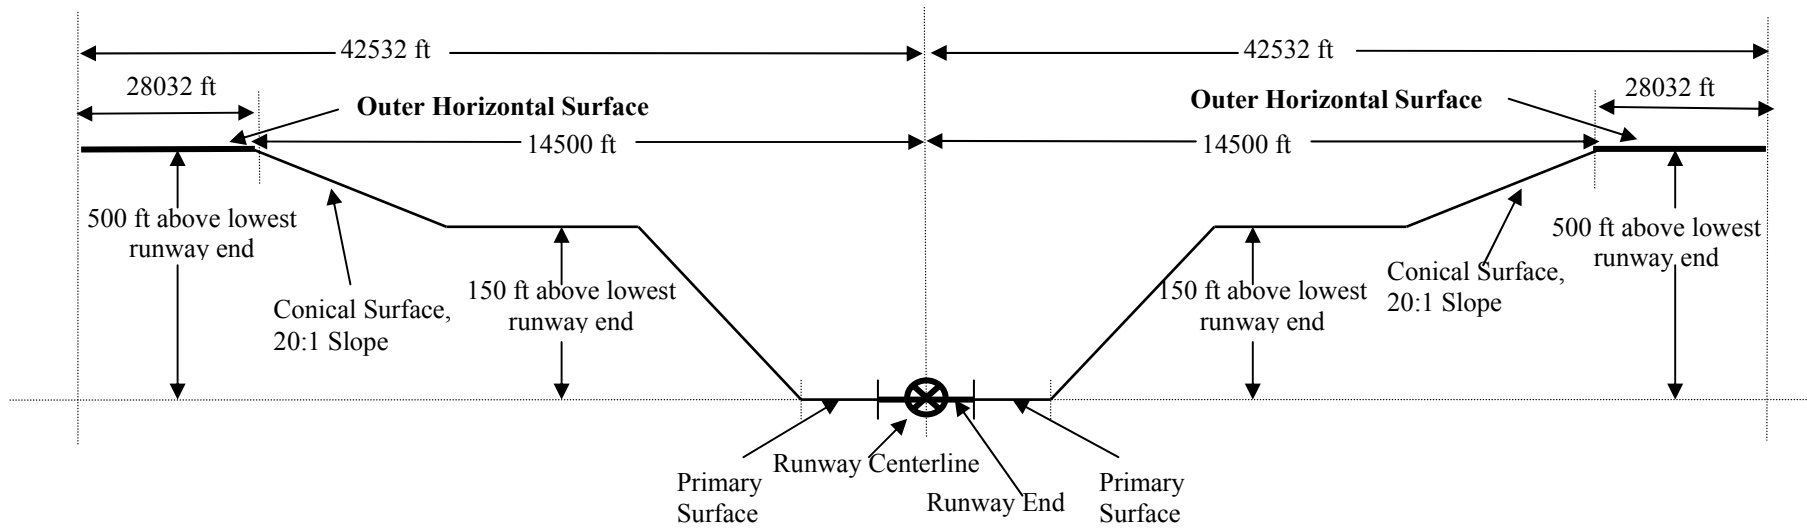 42532 ft
42532 ft
28032 ft
Outer Horizontal Surface
Outer Horizontal Surface
28032 ft
14500 ft
14500 ft
500 ft above lowest
runway end
500 ft above lowest
runway end
Conical Surface,
20:1 Slope
150 ft above lowest
runway end
150 ft above lowest
runway end
Conical Surface,
20:1 Slope
Runway Centerline
Primary
Surface
Runway End
Primary
Surface